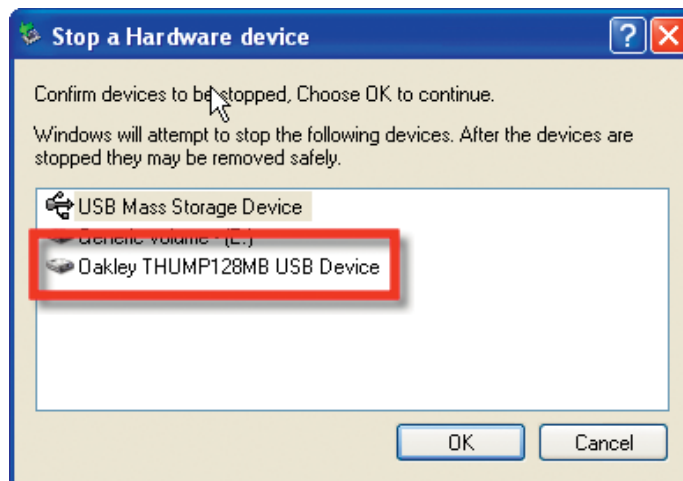 Stop a Hardware device
Confirm devices to be stopped, Choose OK to continue.
Windows will attempt to stop the following devices. After the devices are
stopped they may be removed safely.
USB Mass Storage Device
Generic volume - (E:)
Oakley THUMP128MB USB Device
OK
Cancel